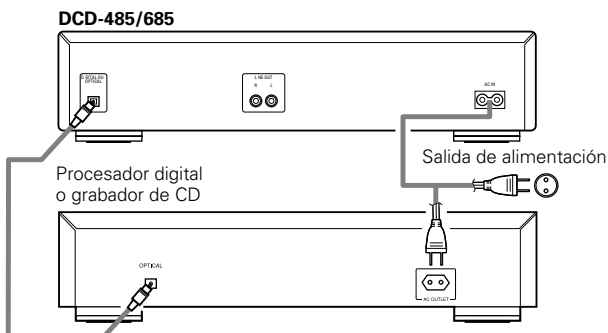 DCD-485/685
DIGITAL OUT
OPTICAL
LINE OUT
R L
AC IN
Salida de alimentación
Procesador digital
o grabador de CD
OPTICAL
AC OUTLET